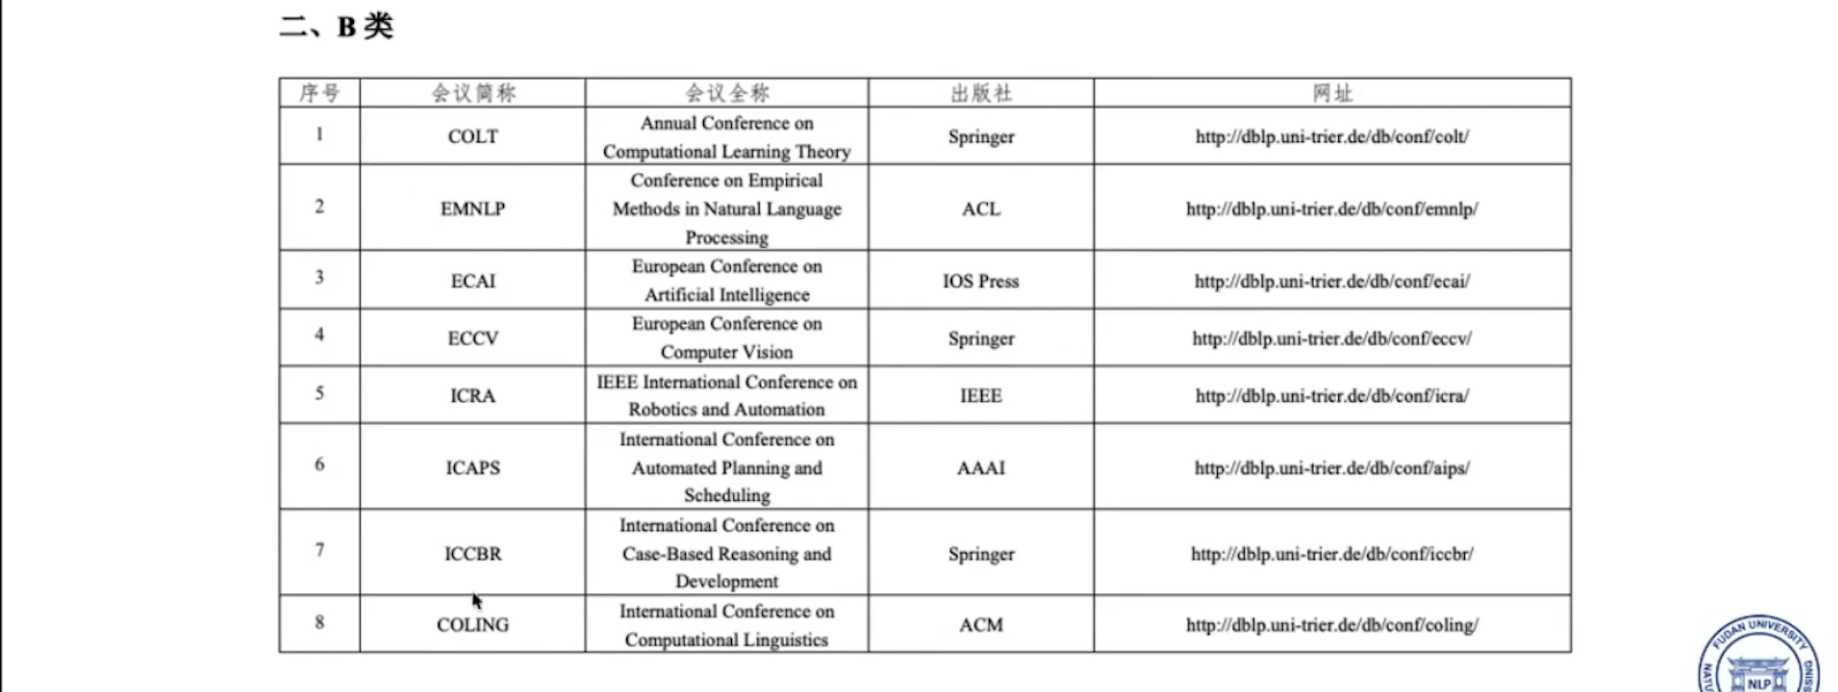 二、B 类
序号 会议简称 会议全称 出版社 网址
1 COLT Annual Conference on Computational Learning Theory Springer http://dblp.uni-trier.de/db/conf/colt/
2 EMNLP Conference on Empirical Methods in Natural Language Processing ACL http://dblp.uni-trier.de/db/conf/emnlp/
3 ECAI European Conference on Artificial Intelligence IOS Press http://dblp.uni-trier.de/db/conf/ecai/
4 ECCV European Conference on Computer Vision Springer http://dblp.uni-trier.de/db/conf/eccv/
5 ICRA IEEE International Conference on Robotics and Automation IEEE http://dblp.uni-trier.de/db/conf/icra/
6 ICAPS International Conference on Automated Planning and Scheduling AAAI http://dblp.uni-trier.de/db/conf/aips/
7 ICCBR International Conference on Case-Based Reasoning and Development Springer http://dblp.uni-trier.de/db/conf/iccbr/
8 COLING International Conference on Computational Linguistics ACM http://dblp.uni-trier.de/db/conf/coling/
FUDAN UNIVERSITY
NLP